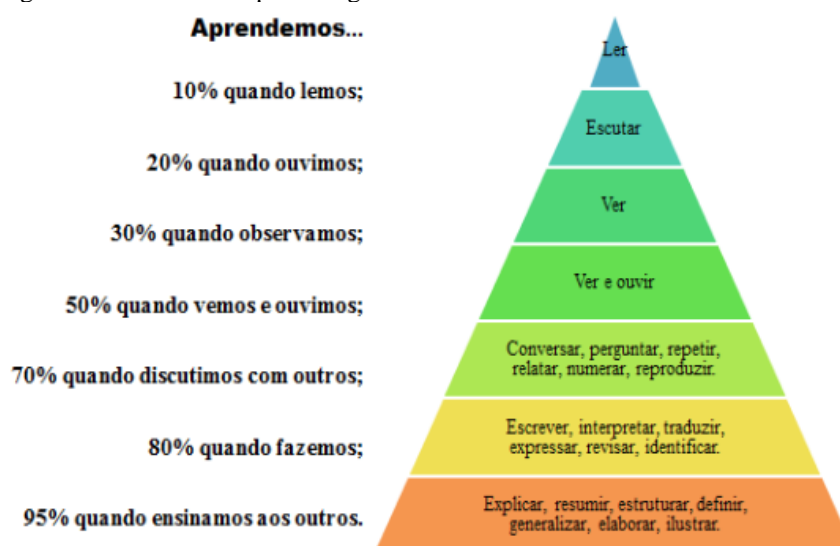 Aprendemos...
10% quando lemos;
20% quando ouvimos;
30% quando observamos;
50% quando vemos e ouvimos;
70% quando discutimos com outros;
80% quando fazemos;
95% quando ensinamos aos outros.
Ler
Escutar
Ver
Ver e ouvir
Conversar, perguntar, repetir,
relatar, numerar, reproduzir.
Escrever, interpretar, traduzir,
expressar, revisar, identificar.
Explicar, resumir, estruturar, definir,
generalizar, elaborar, ilustrar.